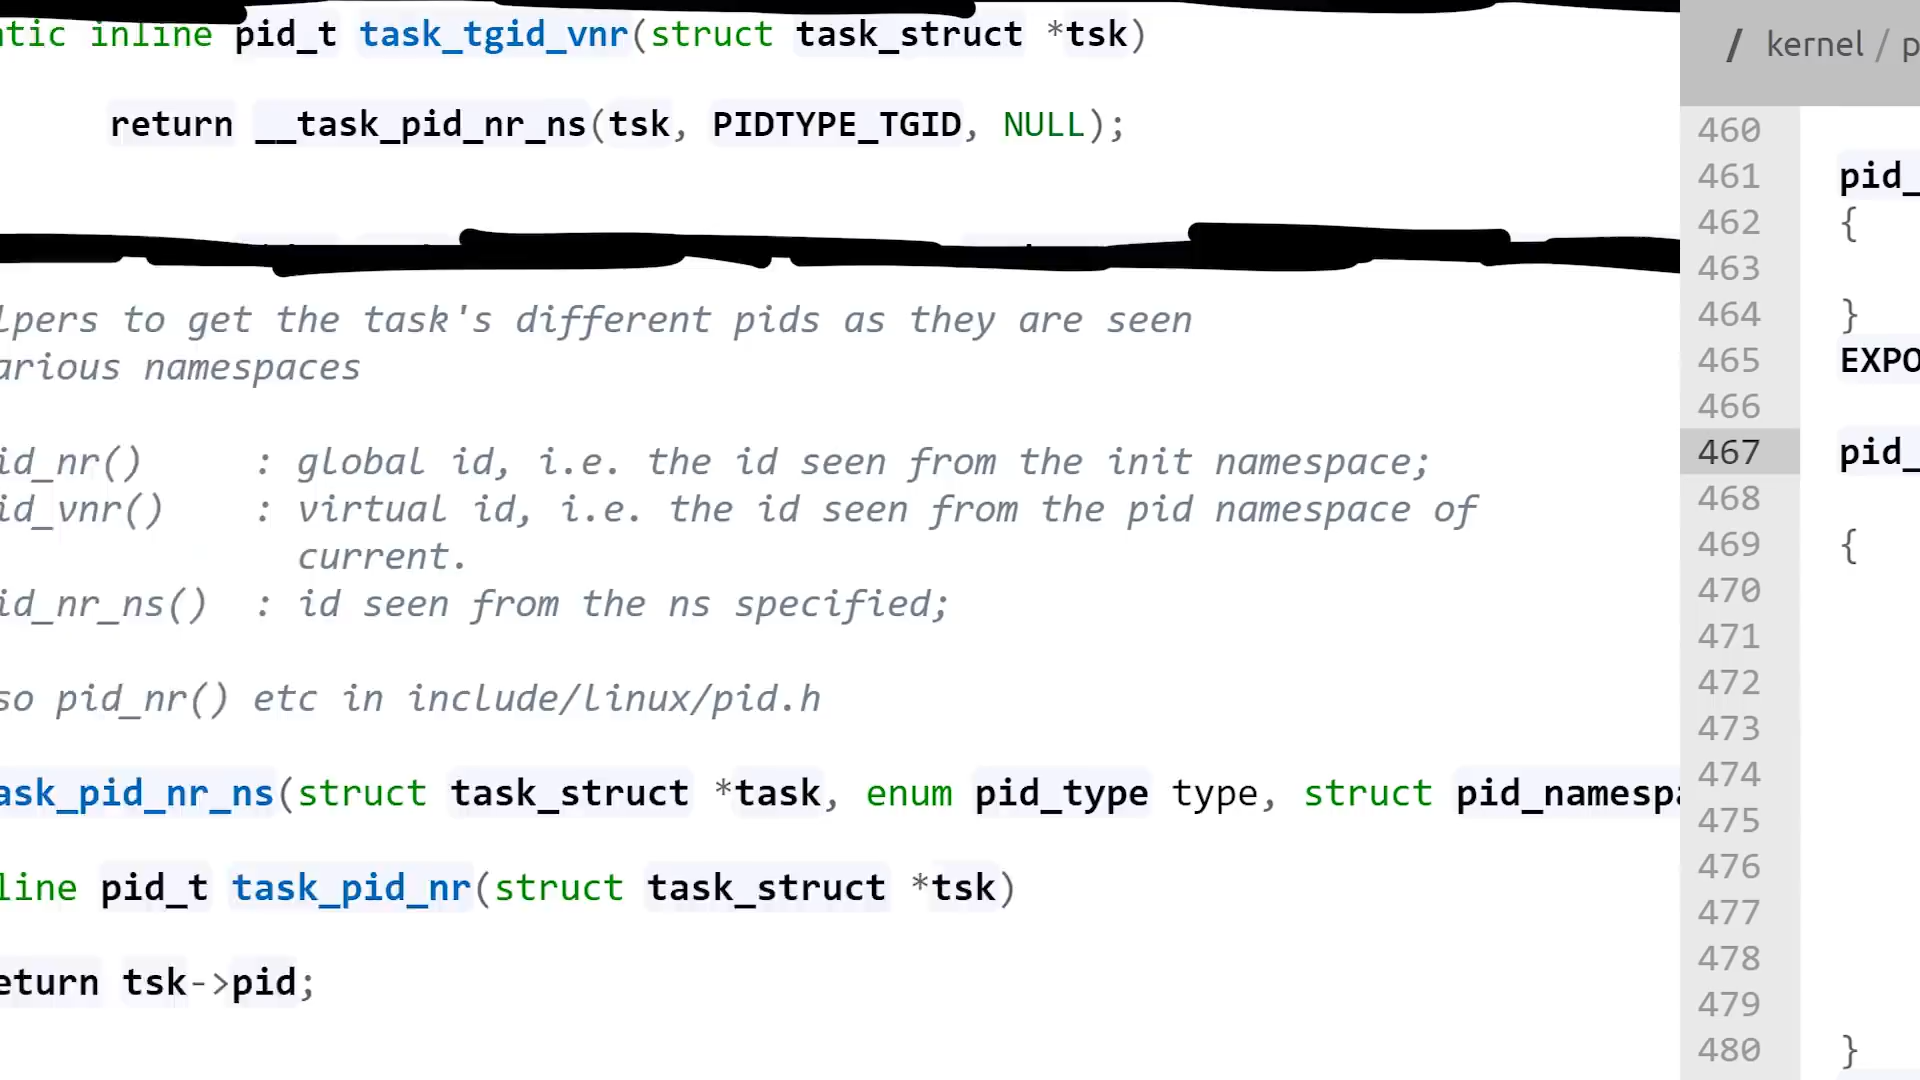 tic inline pid_t task_tgid_vnr(struct task_struct *tsk)
return __task_pid_nr_ns(tsk, PIDTYPE_TGID, NULL);
lpers to get the task's different pids as they are seen
arious namespaces
id_nr() : global id, i.e. the id seen from the init namespace;
id_vnr() : virtual id, i.e. the id seen from the pid namespace of
current.
id_nr_ns() : id seen from the ns specified;
so pid_nr() etc in include/linux/pid.h
ask_pid_nr_ns(struct task_struct *task, enum pid_type type, struct pid_namespa
line pid_t task_pid_nr(struct task_struct *tsk)
eturn tsk->pid;
/ kernel / p
460
461 pid_
462 {
463
464 }
465 EXPO
466
467 pid_
468
469 {
470
471
472
473
474
475
476
477
478
479
480 }